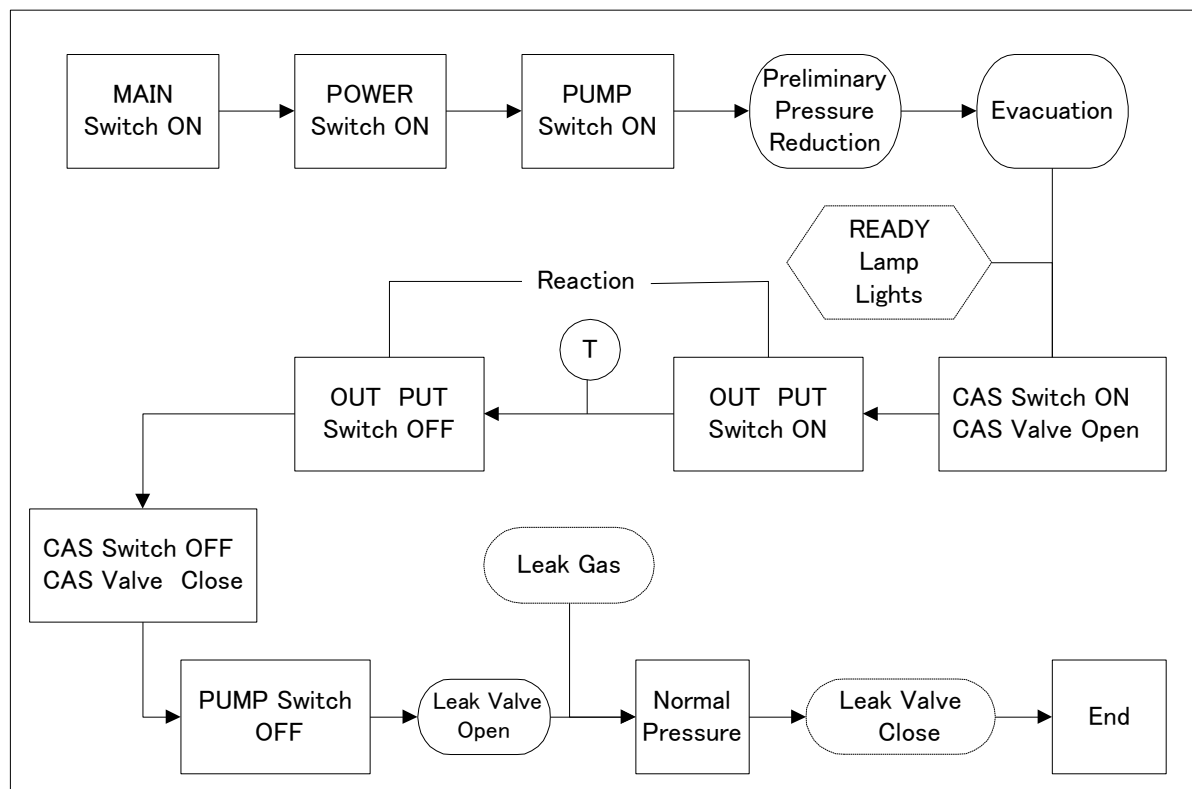 MAIN
Switch ON
POWER
Switch ON
PUMP
Switch ON
Preliminary
Pressure
Reduction
Evacuation
READY
Lamp
Lights
Reaction
T
OUT PUT
Switch OFF
OUT PUT
Switch ON
CAS Switch ON
CAS Valve Open
CAS Switch OFF
CAS Valve Close
Leak Gas
PUMP Switch
OFF
Leak Valve
Open
Normal
Pressure
Leak Valve
Close
End